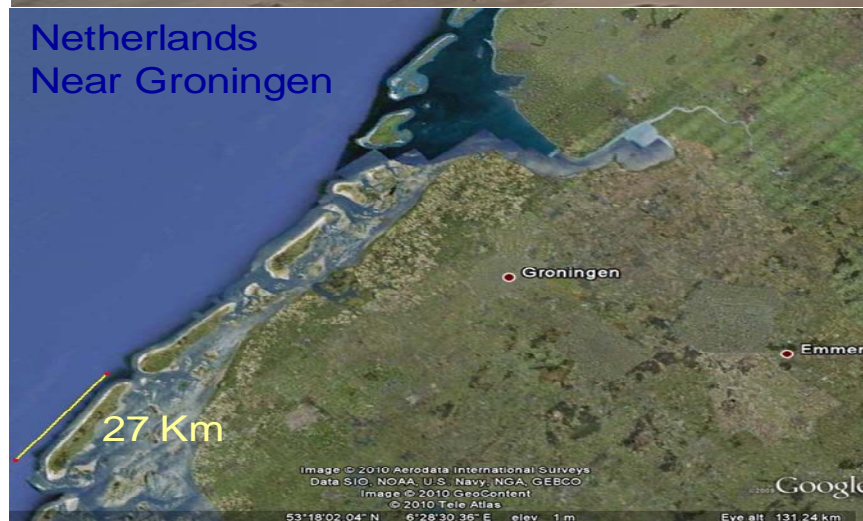 Netherlands
Near Groningen
Groningen
Emmer
27 Km
Image © 2010 Aerodata International Surveys
Data SIO, NOAA, U.S. Navy, NGA, GEBCO
Image © 2010 GeoContent
© 2010 Tele Atlas
©2009 Google
53°18'02.04" N 6°28'30.36" E elev 1 m Eye alt 131.24 km